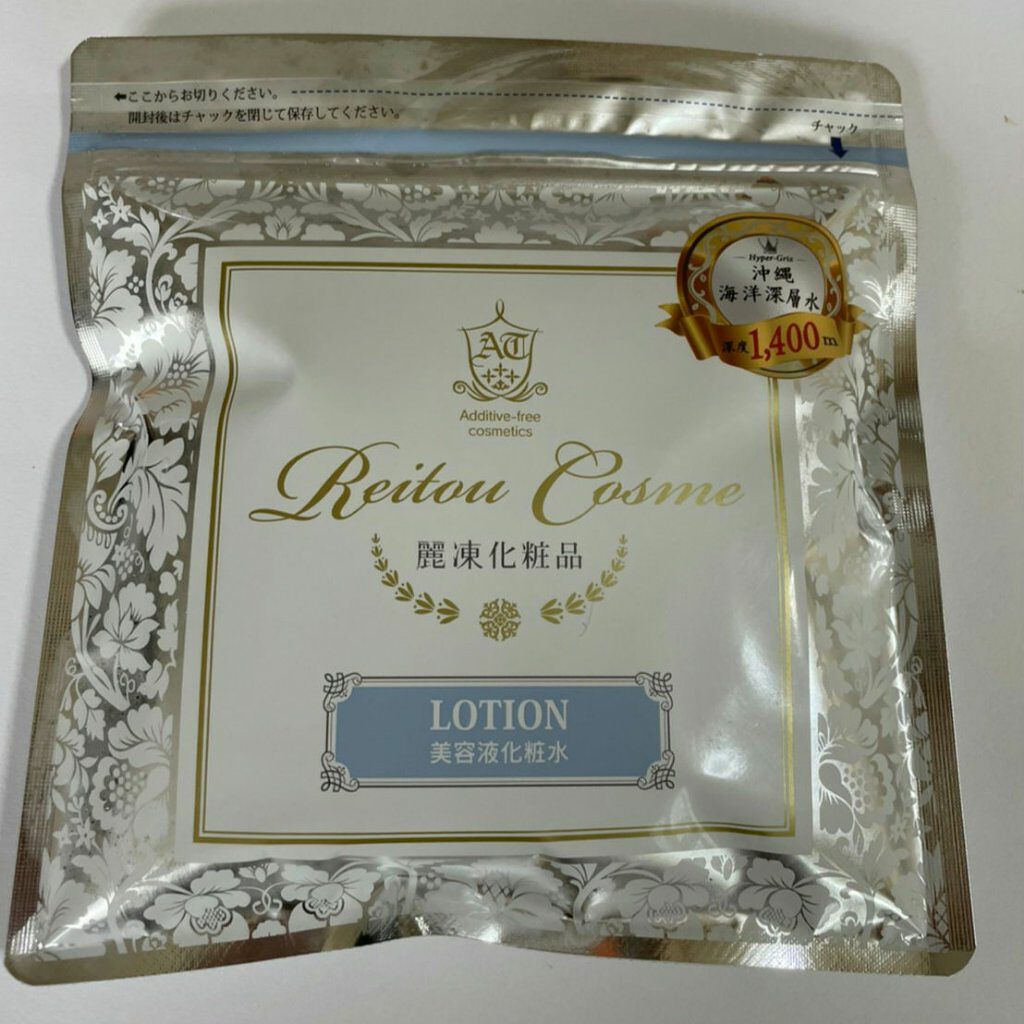 ←ここからお切りください。
開封後はチャックを閉じて保存してください。
チャック
Hyper-Gris
沖縄
海洋深層水
深度1,400m
AT
Additive-free
cosmetics
Reitou Cosme
麗凍化粧品
LOTION
美容液化粧水